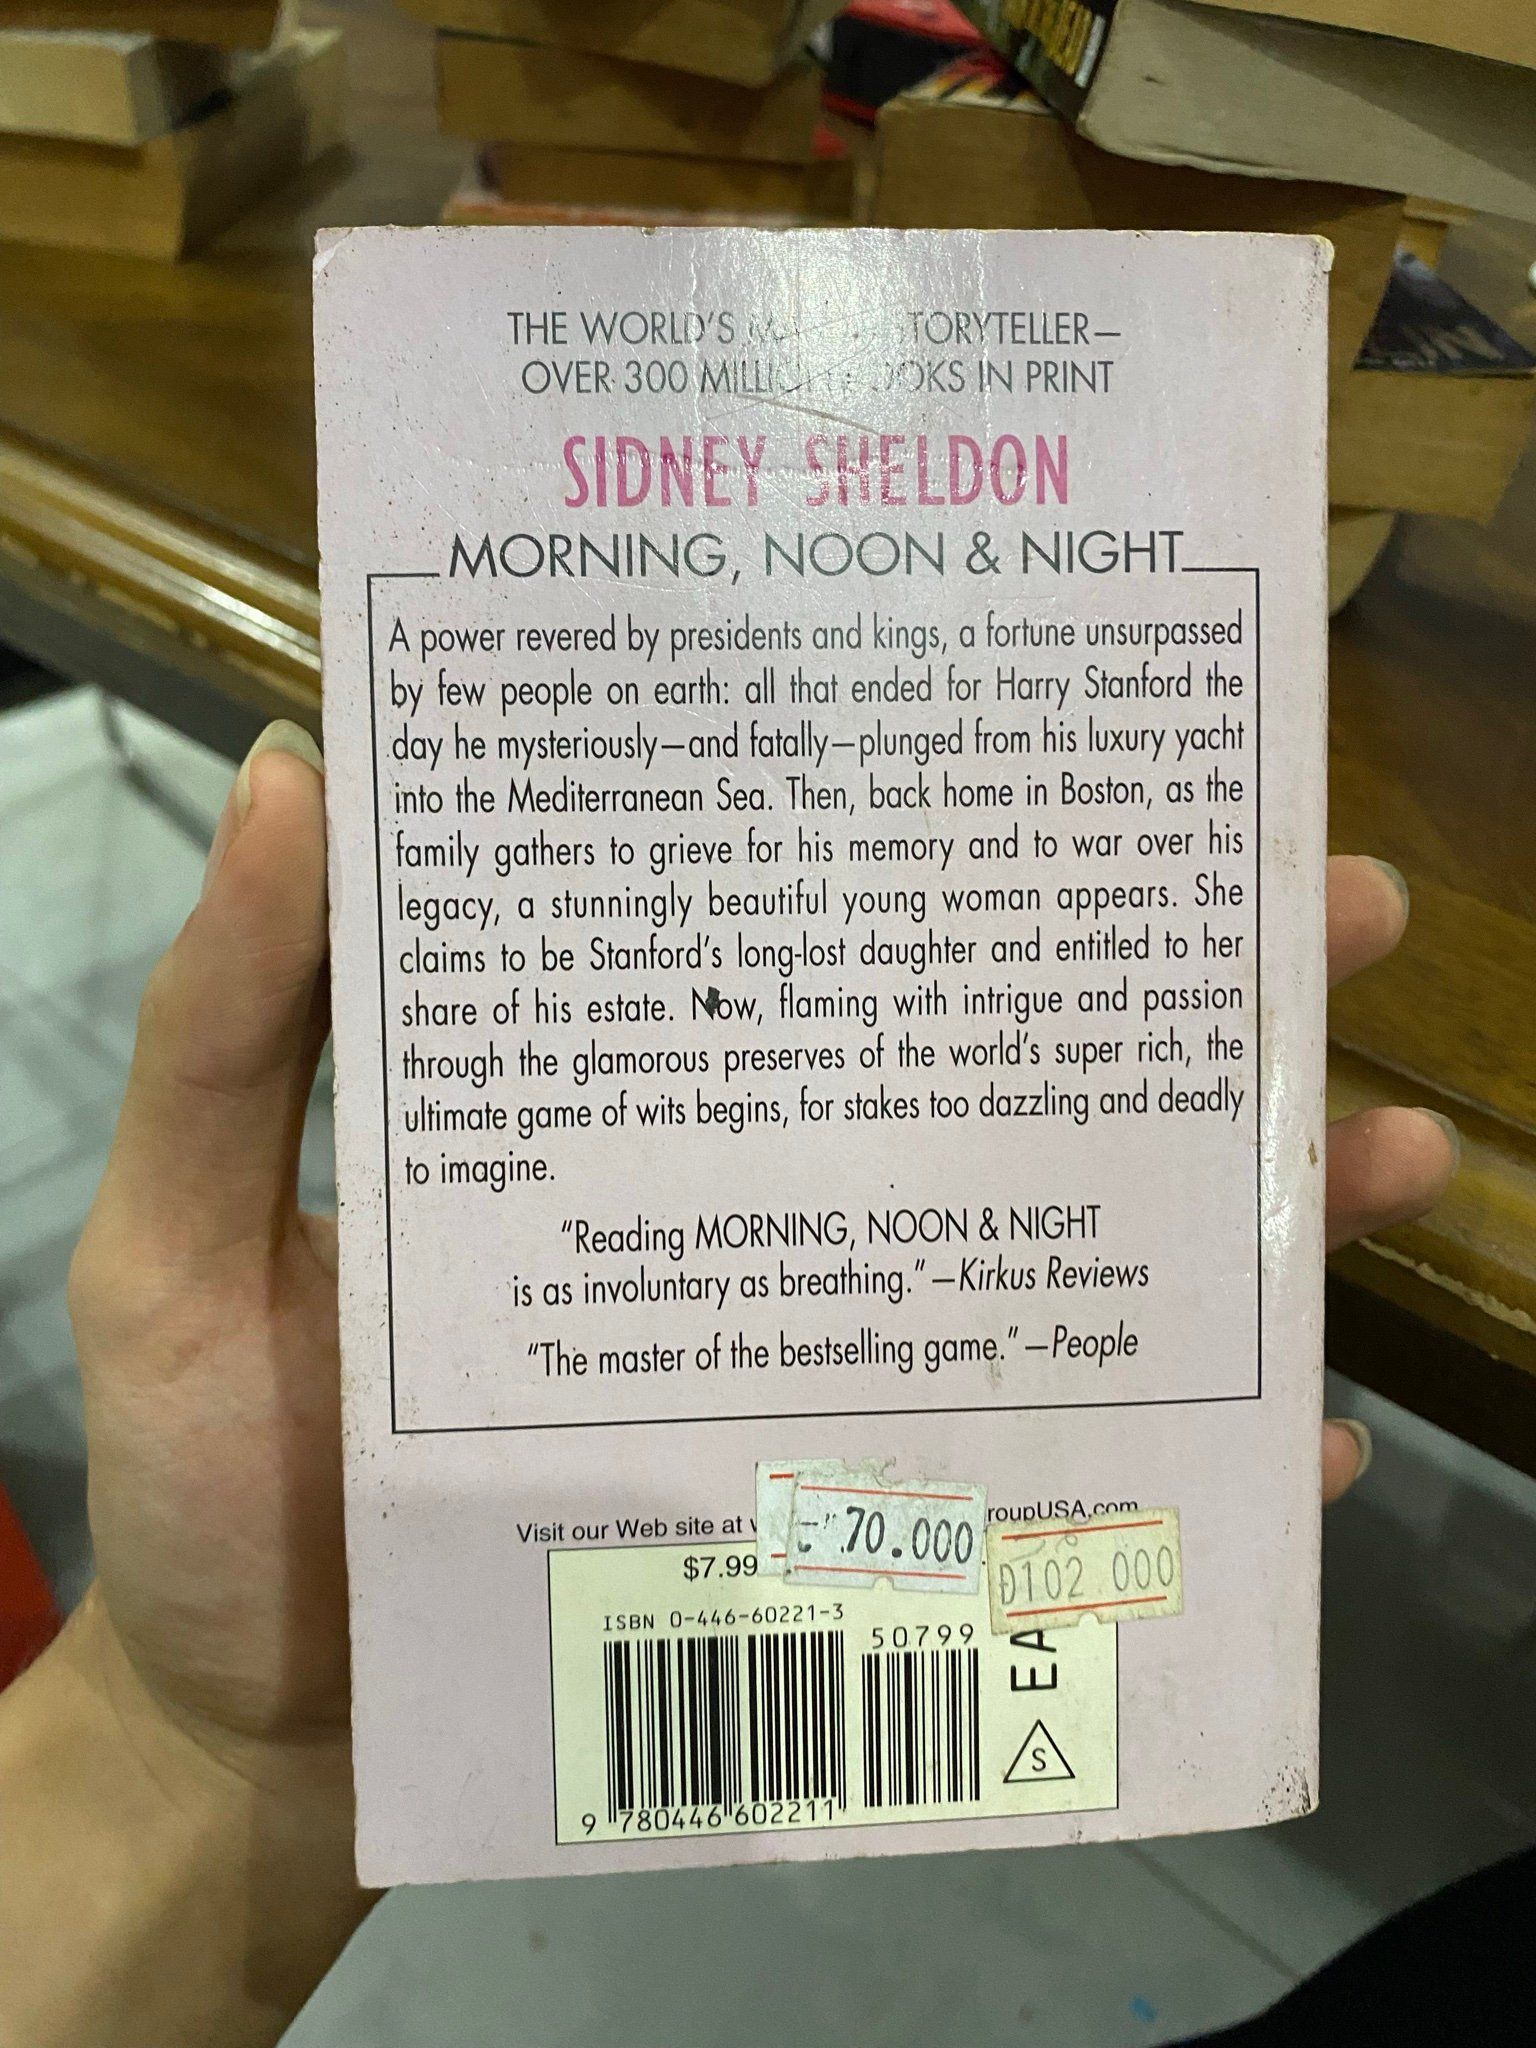 THE WORLD'S STORYTELLER—
OVER 300 MILLION BOOKS IN PRINT
SIDNEY SHELDON
MORNING, NOON & NIGHT
A power revered by presidents and kings, a fortune unsurpassed
by few people on earth: all that ended for Harry Stanford the
day he mysteriously—and fatally—plunged from his luxury yacht
into the Mediterranean Sea. Then, back home in Boston, as the
family gathers to grieve for his memory and to war over his
legacy, a stunningly beautiful young woman appears. She
claims to be Stanford's long-lost daughter and entitled to her
share of his estate. Now, flaming with intrigue and passion
through the glamorous preserves of the world's super rich, the
ultimate game of wits begins, for stakes too dazzling and deadly
to imagine.
"Reading MORNING, NOON & NIGHT
is as involuntary as breathing."—Kirkus Reviews
"The master of the bestselling game."—People
Visit our Web site at roupUSA.com
70.000
$7.99
Đ102 000
ISBN 0-446-60221-3
50799
EA
S
9 780446 602211